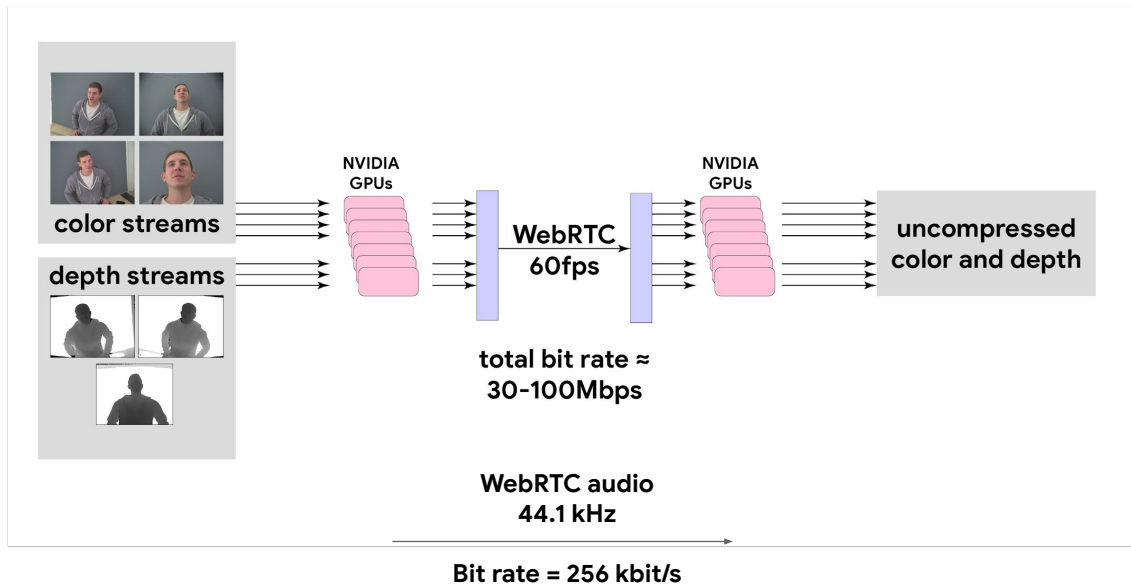 color streams
depth streams
NVIDIA
GPUs
WebRTC
60fps
total bit rate ≈
30-100Mbps
NVIDIA
GPUs
uncompressed
color and depth
WebRTC audio
44.1 kHz
Bit rate = 256 kbit/s